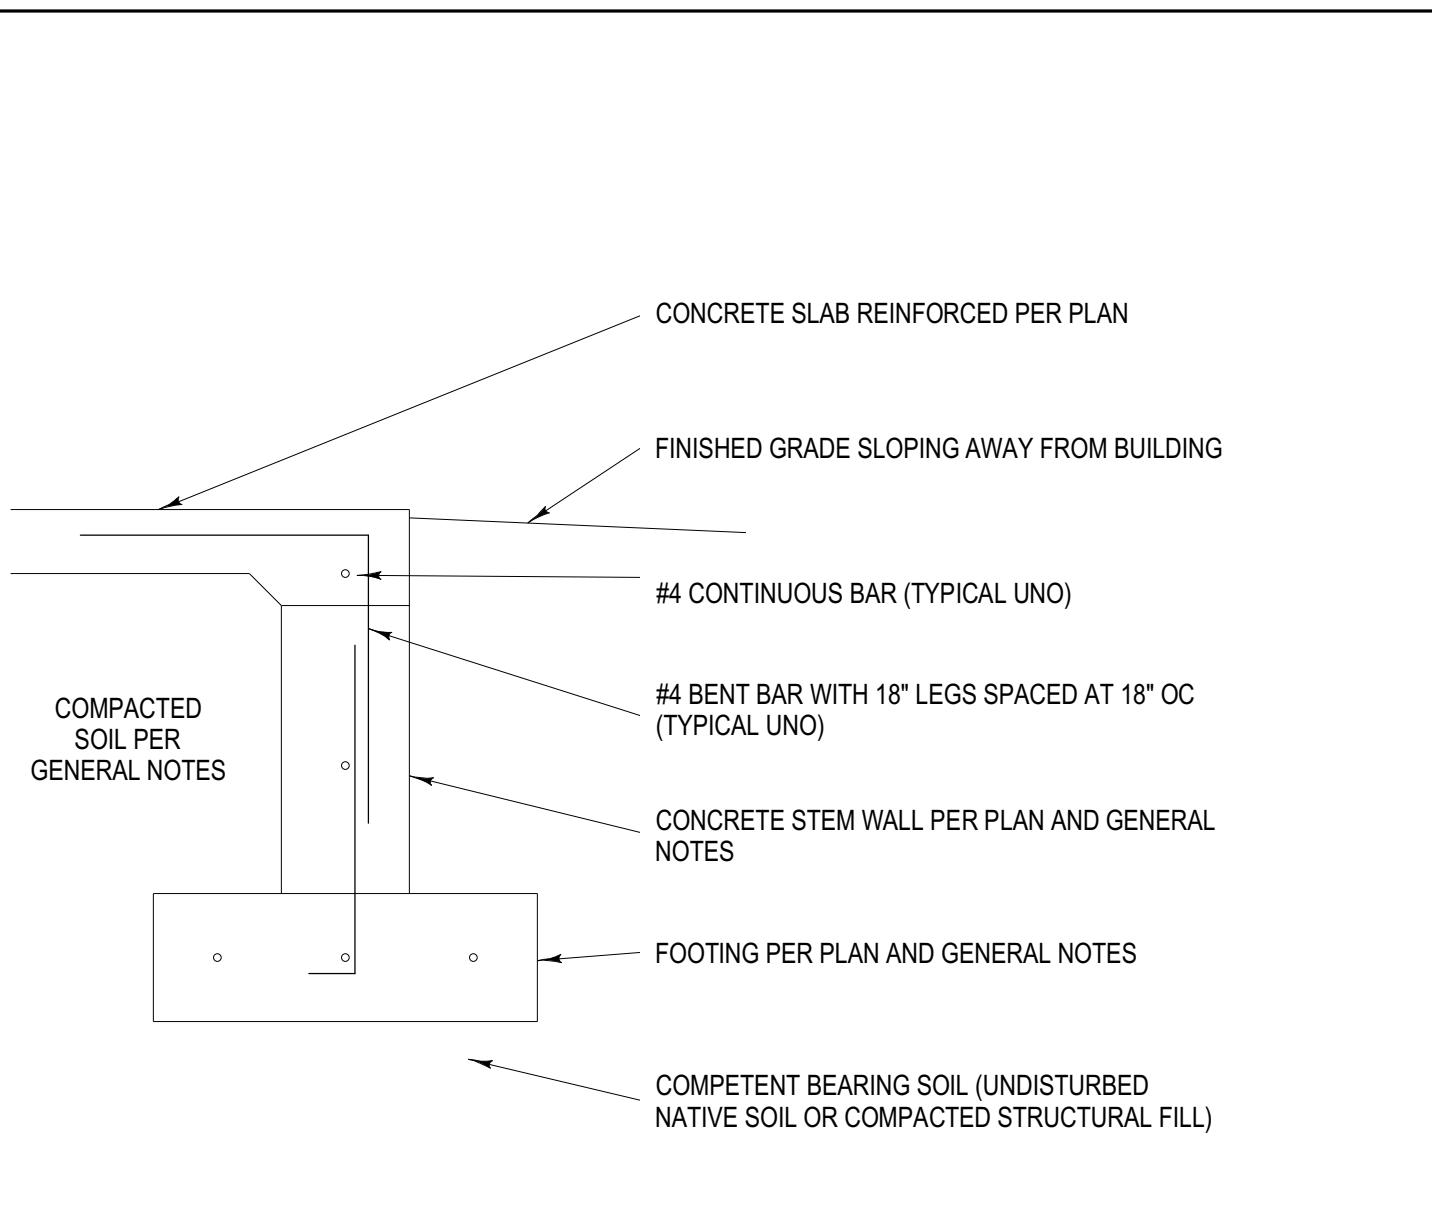 CONCRETE SLAB REINFORCED PER PLAN
FINISHED GRADE SLOPING AWAY FROM BUILDING
#4 CONTINUOUS BAR (TYPICAL UNO)
#4 BENT BAR WITH 18" LEGS SPACED AT 18" OC
(TYPICAL UNO)
COMPACTED
SOIL PER
GENERAL NOTES
CONCRETE STEM WALL PER PLAN AND GENERAL
NOTES
FOOTING PER PLAN AND GENERAL NOTES
COMPETENT BEARING SOIL (UNDISTURBED
NATIVE SOIL OR COMPACTED STRUCTURAL FILL)